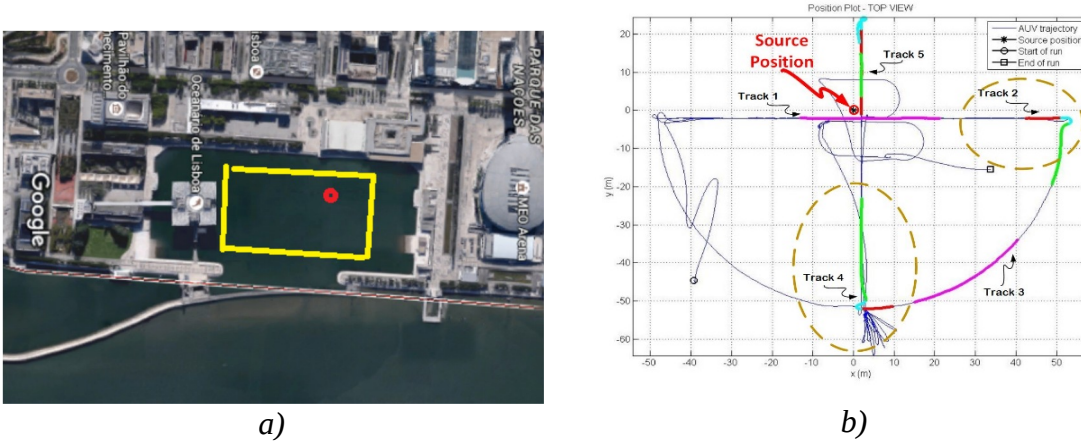 Lisboa
PARQUE DAS
NAÇOES
Pavilhão do
hecimento
Oceanário de
Lisboa
MEO Arena
Google
a)
Position Plot - TOP VIEW
AUV trajectory
Source position
Start of run
End of run
Source
Position
Track 5
Track 1
Track 2
Track 4
Track 3
20
10
0
-10
-20
-30
-40
-50
-60
y (m)
-50
-40
-30
-20
-10
0
10
20
30
40
50
x (m)
b)